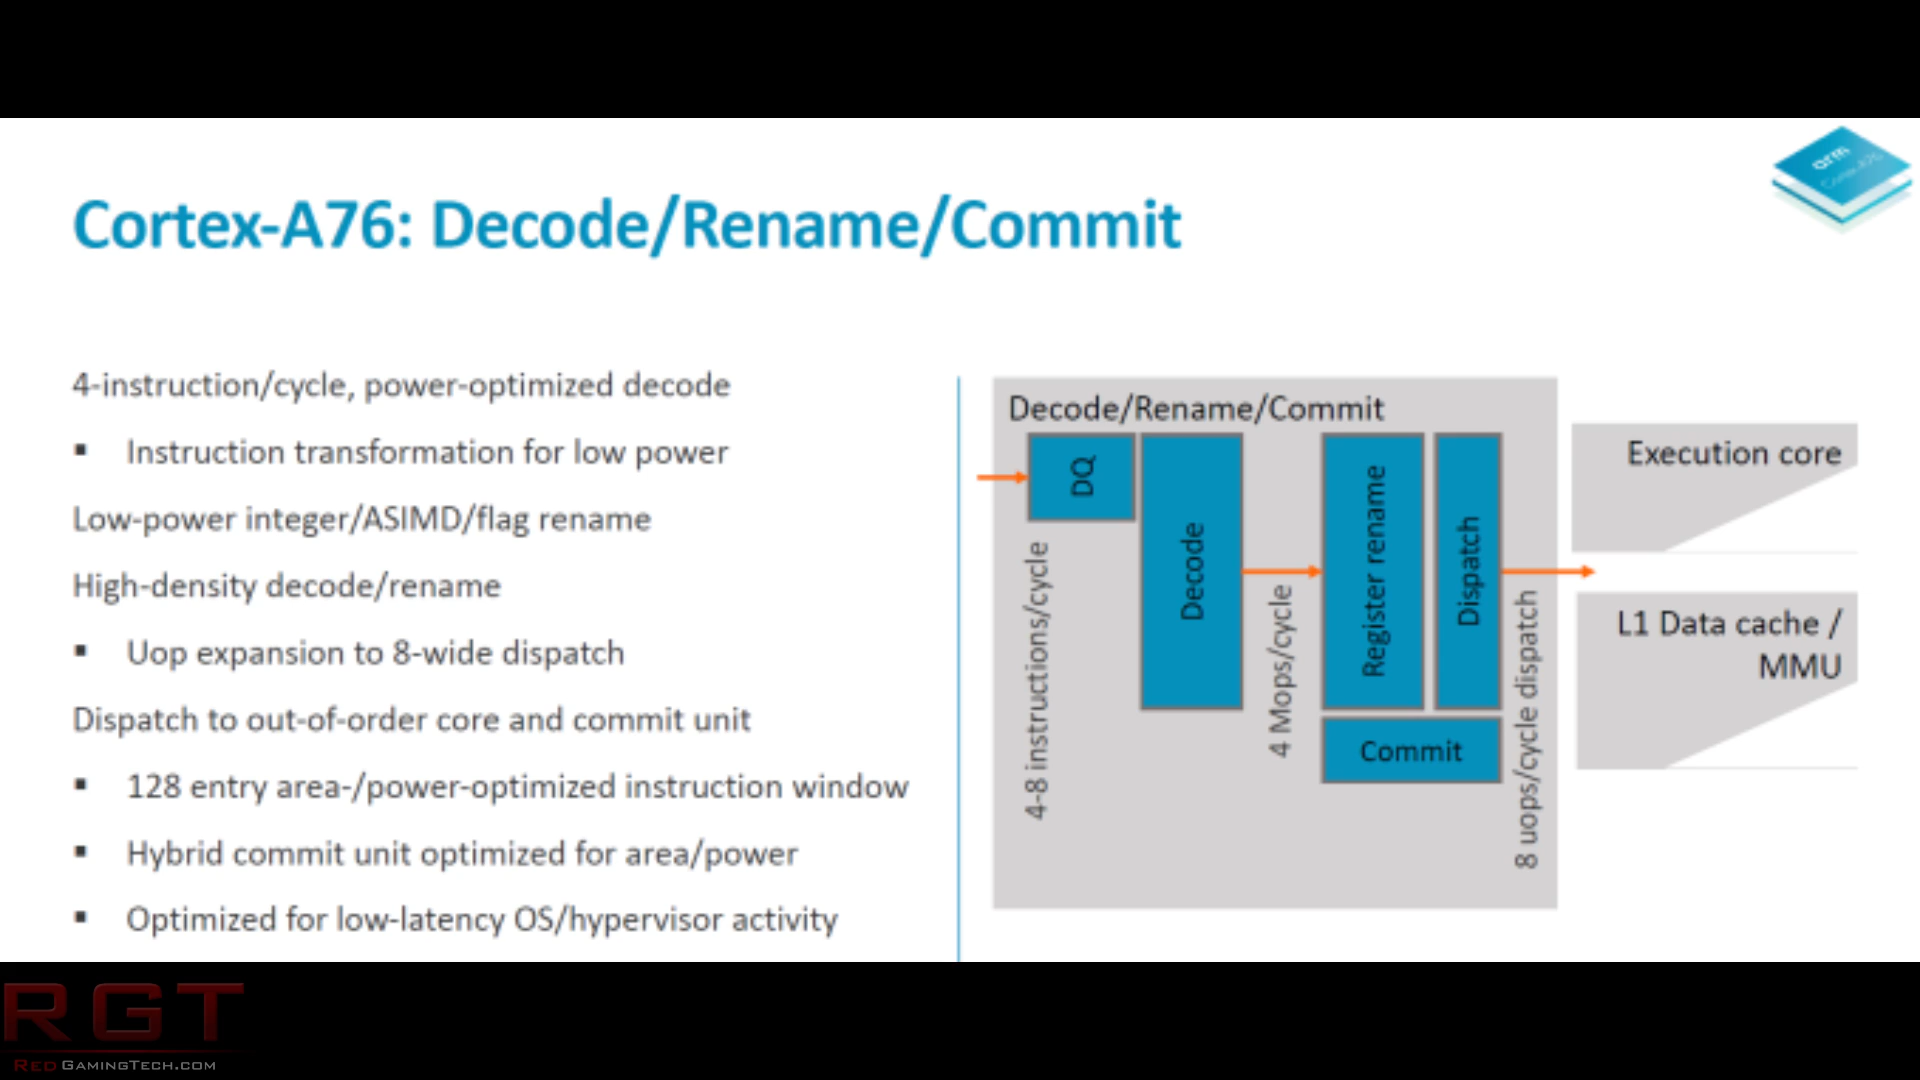 arm
Cortex-A76
Cortex-A76: Decode/Rename/Commit
4-instruction/cycle, power-optimized decode
▪ Instruction transformation for low power
Low-power integer/ASIMD/flag rename
High-density decode/rename
▪ Uop expansion to 8-wide dispatch
Dispatch to out-of-order core and commit unit
▪ 128 entry area-/power-optimized instruction window
▪ Hybrid commit unit optimized for area/power
▪ Optimized for low-latency OS/hypervisor activity
Decode/Rename/Commit
DQ
4-8 instructions/cycle
Decode
4 Mops/cycle
Register rename
Dispatch
Commit
8 uops/cycle dispatch
Execution core
L1 Data cache /
MMU
RGT
REDGAMINGTECH.COM